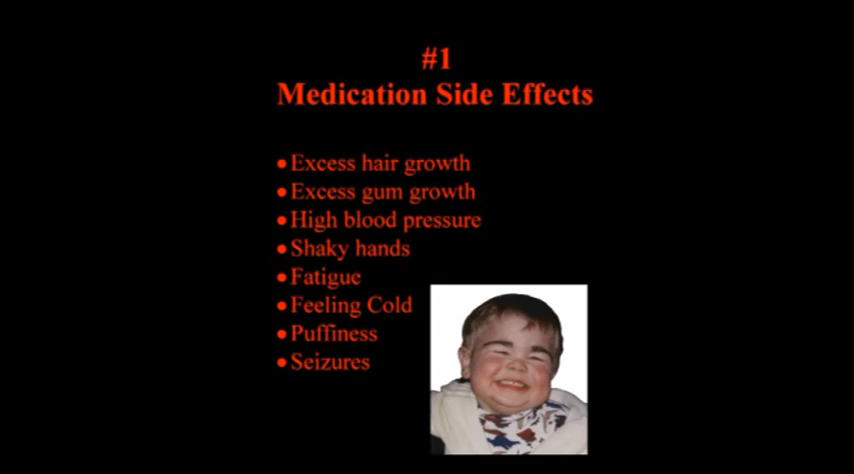 #1
Medication Side Effects
•Excess hair growth
•Excess gum growth
•High blood pressure
•Shaky hands
•Fatigue
•Feeling Cold
•Puffiness
•Seizures